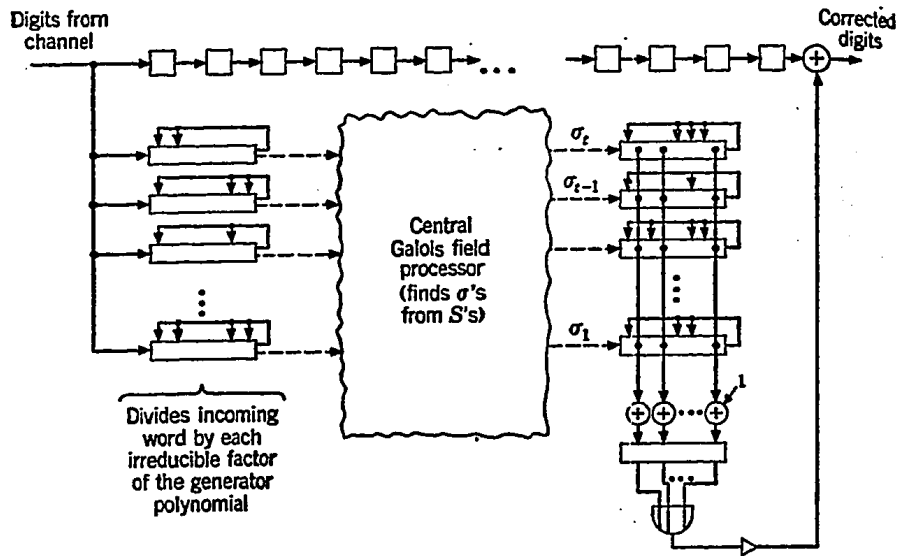 Digits from
channel
Corrected
digits
σt
σt−1
σ1
Central
Galois field
processor
(finds σ's
from S's)
1
Divides incoming
word by each
irreducible factor
of the generator
polynomial